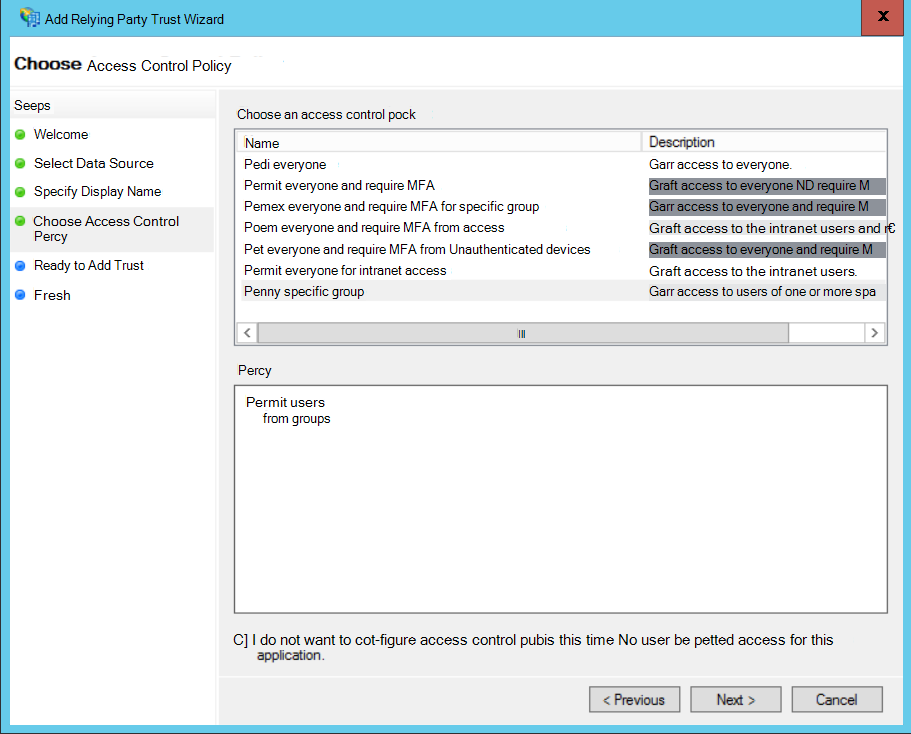 Add Relying Party Trust Wizard
x
Choose Access Control Policy
Seeps
Welcome
Select Data Source
Specify Display Name
Choose Access Control
Percy
Ready to Add Trust
Fresh
Choose an access control pock
Name Description
Pedi everyone Garr access to everyone.
Permit everyone and require MFA Graft access to everyone ND require M
Pemex everyone and require MFA for specific group Garr access to everyone and require M
Poem everyone and require MFA from access Graft access to the intranet users and r€
Pet everyone and require MFA from Unauthenticated devices Graft access to everyone and require M
Permit everyone for intranet access Graft access to the intranet users.
Penny specific group Garr access to users of one or more spa
Percy
Permit users
from groups
C] I do not want to cot-figure access control pubis this time No user be petted access for this
application.
< Previous Next > Cancel